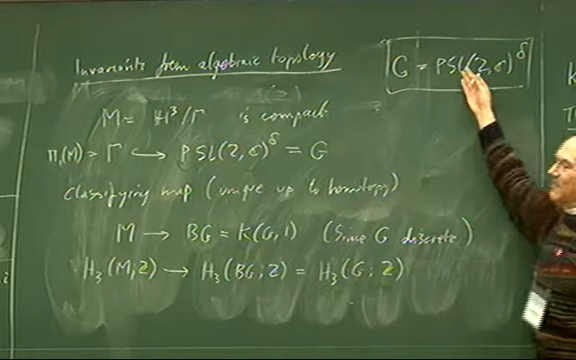 Invariants from algebraic topology
G = PSL(2,ℂ)^δ
M = H³/Γ is compact
π₁(M) = Γ ↪ PSL(2,ℂ)^δ = G
Classifying map (unique up to homotopy)
M → BG = K(G,1) (Since G discrete)
H₃(M,ℤ) → H₃(BG;ℤ) = H₃(G;ℤ)